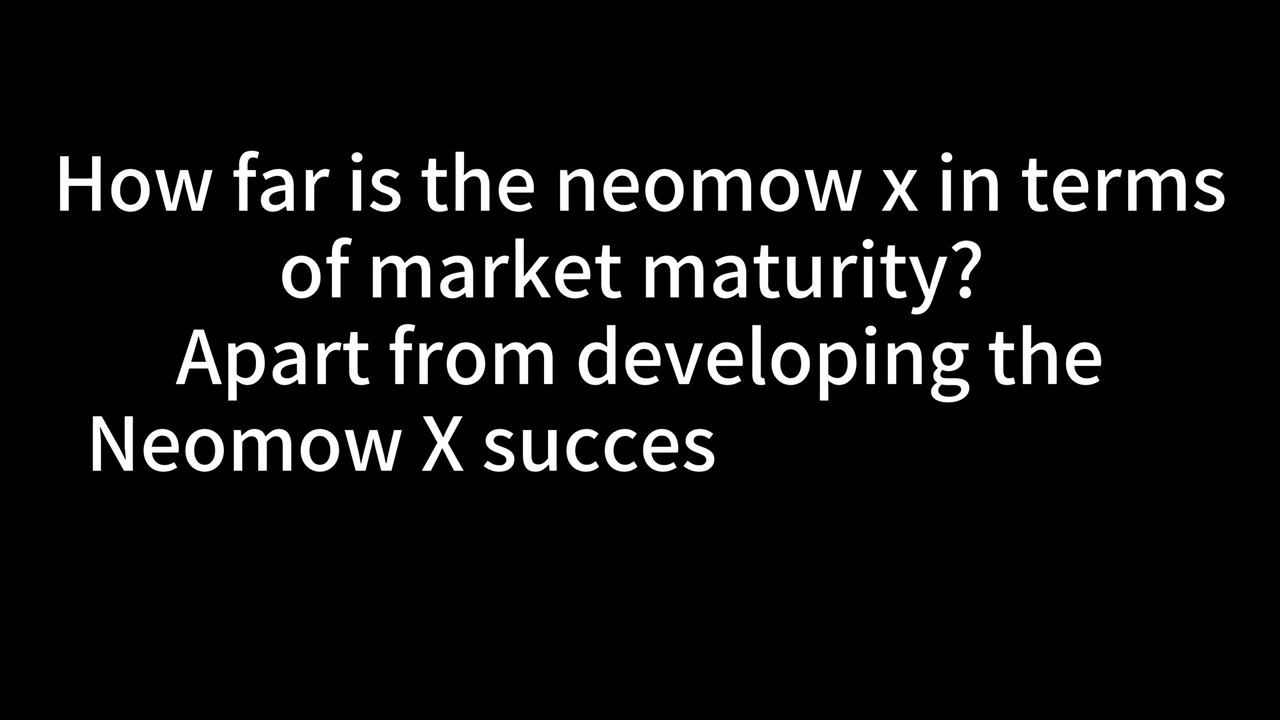 How far is the neomow x in terms
of market maturity?
Apart from developing the
Neomow X succes